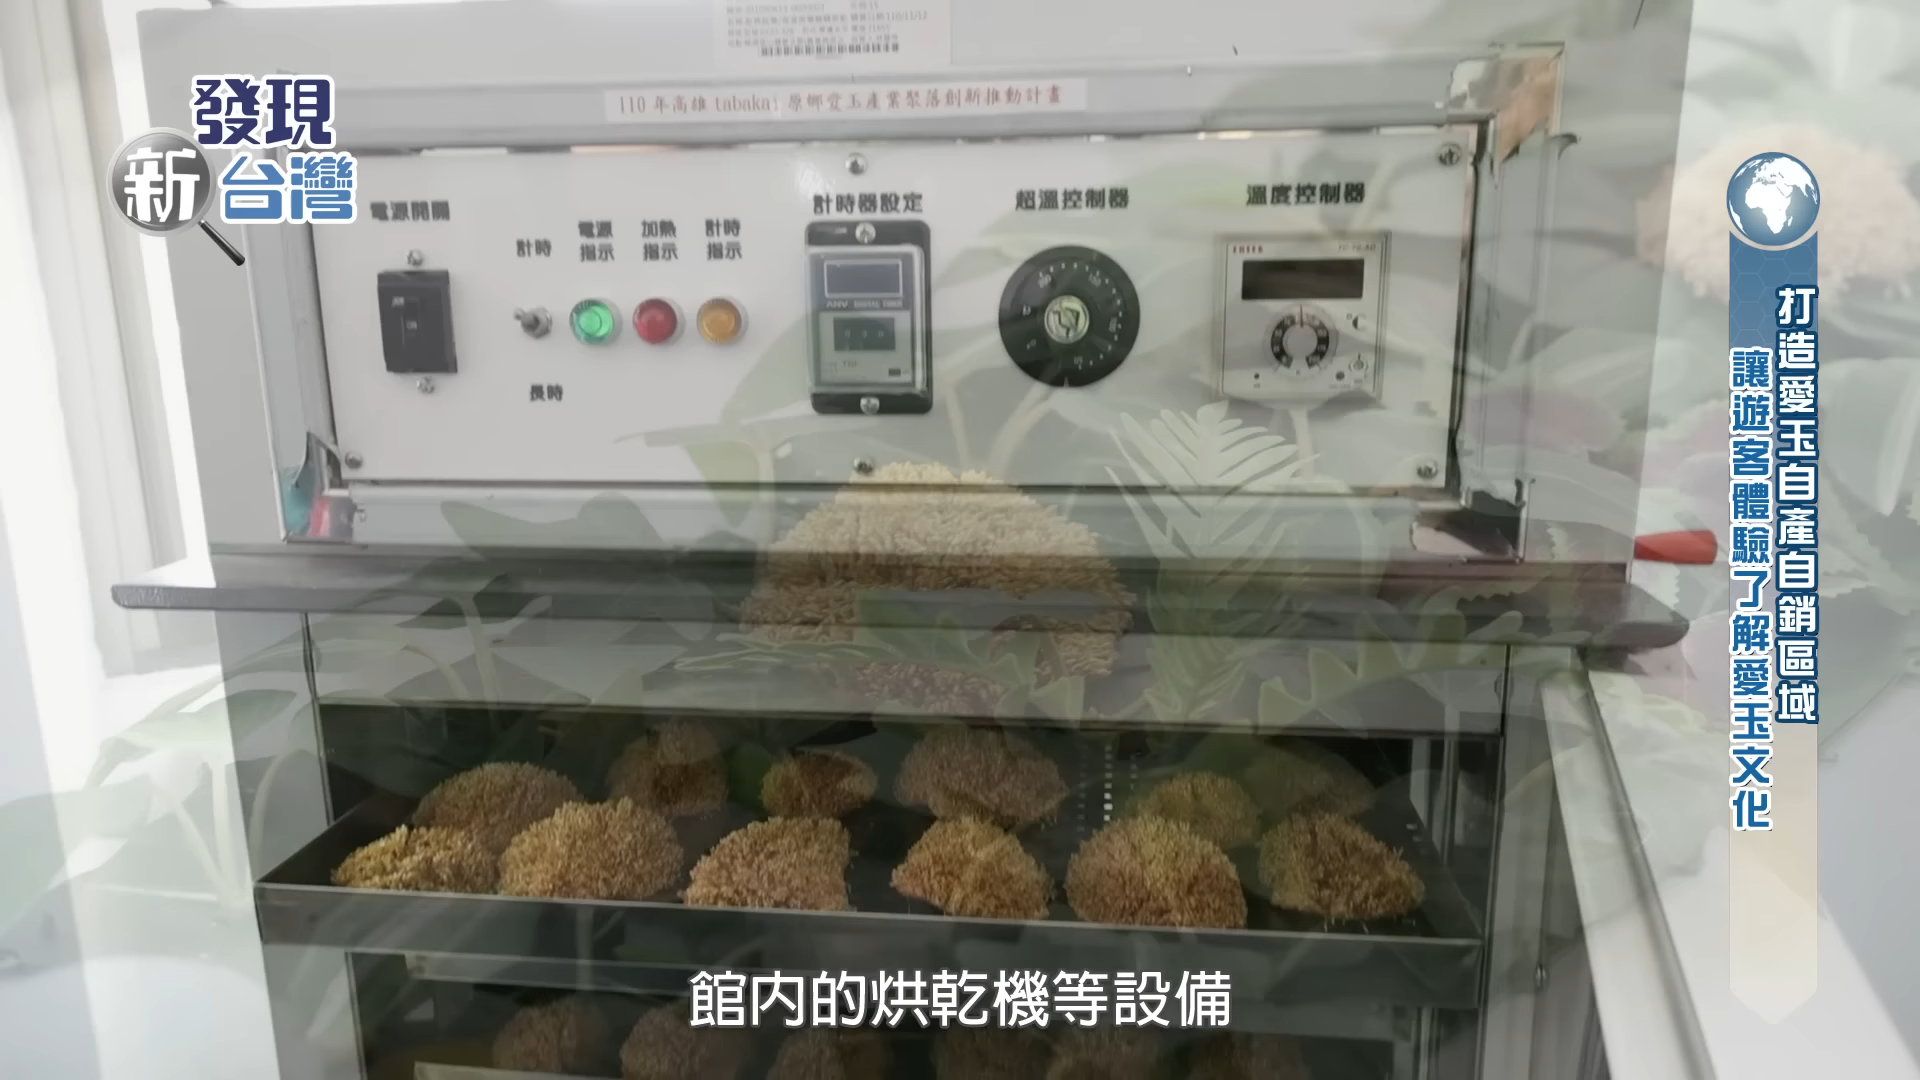 發現
新台灣
110 年高雄 tabakai 原鄉愛玉產業聚落創新推動計畫
電源開關
計時
電源指示
加熱指示
計時指示
長時
計時器設定
ANV DIGITAL TIMER
超溫控制器
溫度控制器
打造愛玉自產自銷區域
讓遊客體驗了解愛玉文化
館內的烘乾機等設備